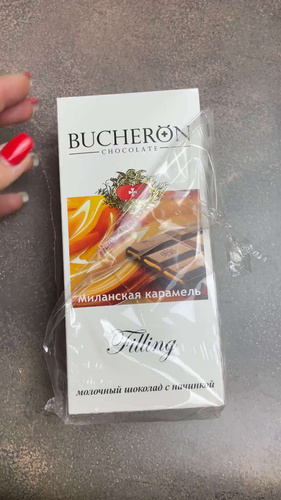 BUCHERON
CHOCOLATE
Миланская карамель
Filling
молочный шоколад с начинкой